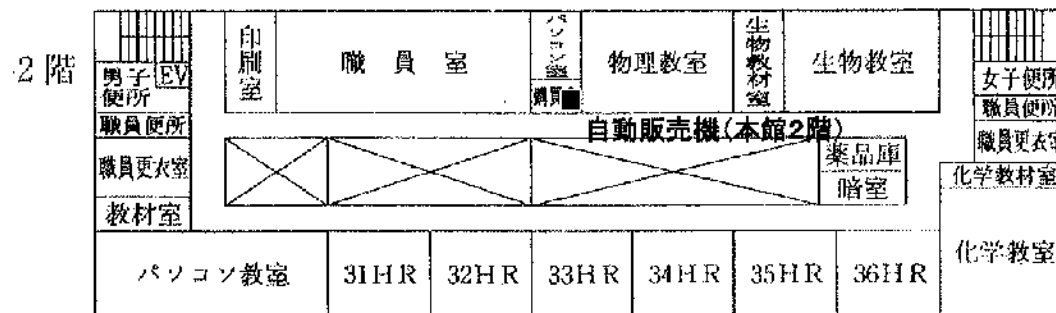 2階
男子便所
EV
職員便所
職員更衣室
教材室
印刷室
職員室
パソコン室
購買
物理教室
生物教材室
生物教室
自動販売機(本館2階)
薬品庫
暗室
女子便所
職員便所
職員更衣室
化学教材室
化学教室
パソコン教室
31HR
32HR
33HR
34HR
35HR
36HR